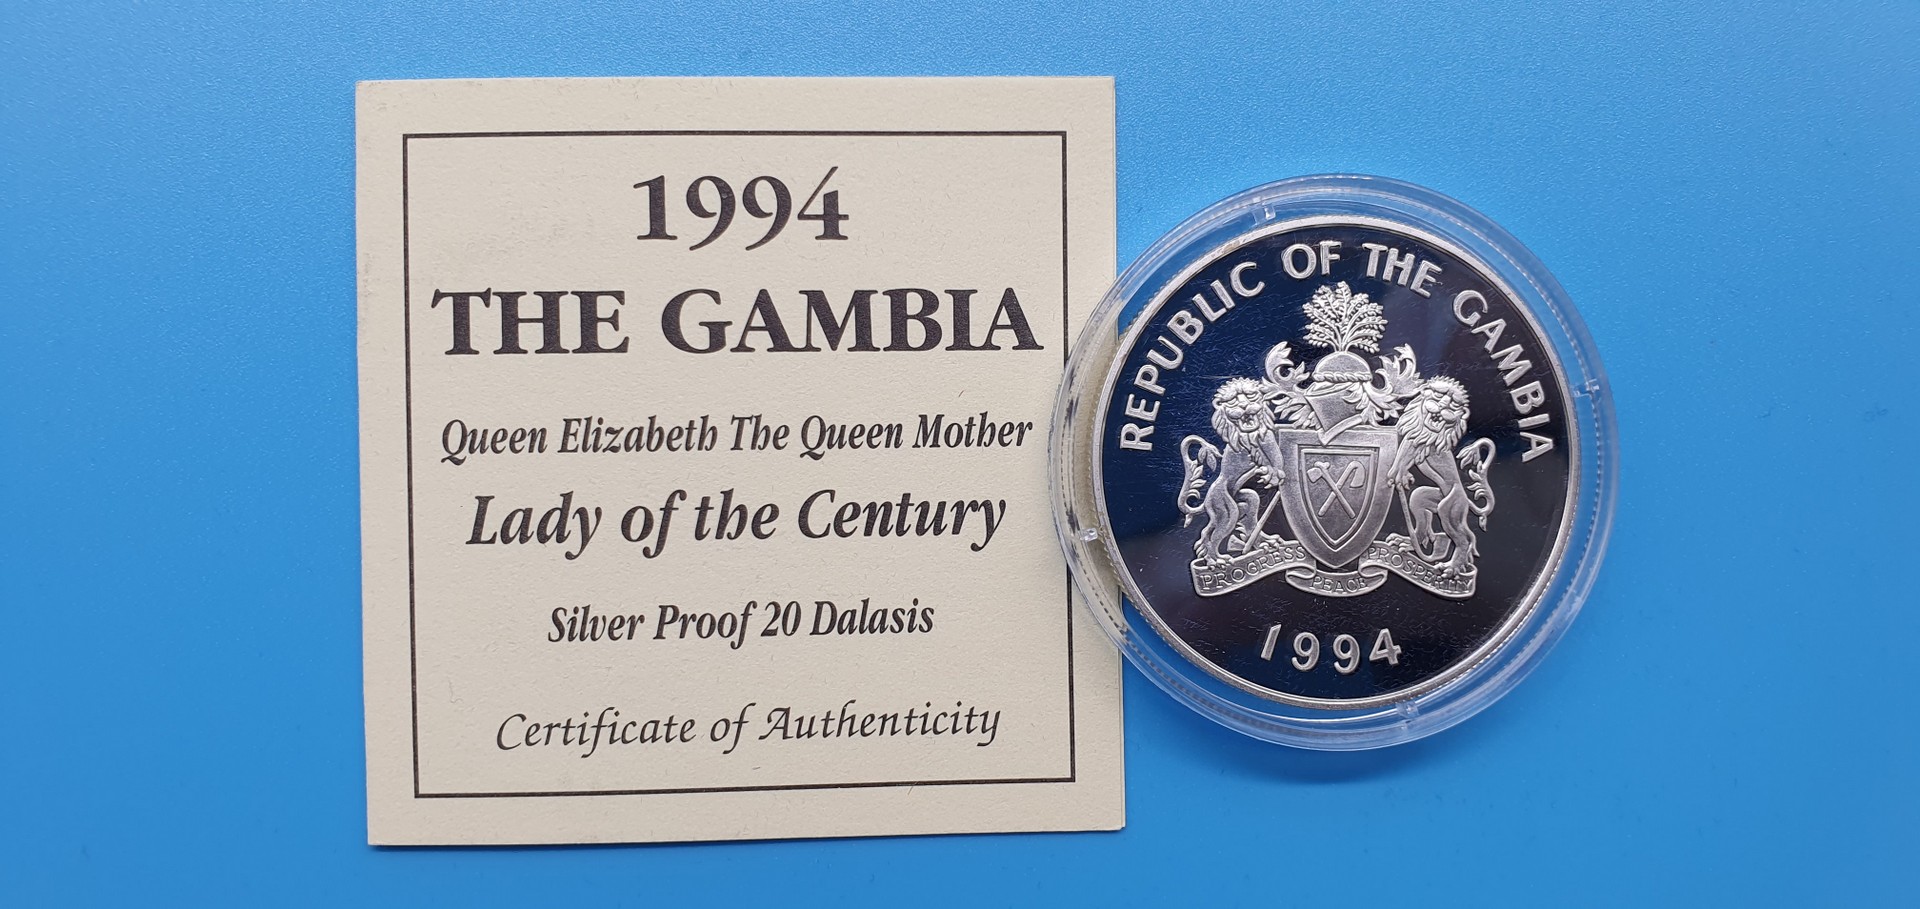 1994
THE GAMBIA
Queen Elizabeth The Queen Mother
Lady of the Century
Silver Proof 20 Dalasis
Certificate of Authenticity
REPUBLIC OF THE GAMBIA
PROGRESS PEACE PROSPERITY
1994